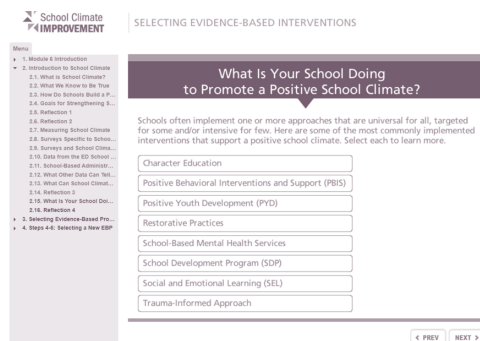 School Climate
IMPROVEMENT
SELECTING EVIDENCE-BASED INTERVENTIONS
Menu
1. Module 6 Introduction
2. Introduction to School Climate
2.1. What is School Climate?
2.2. What We Know to Be True
2.3. How Do Schools Build a P...
2.4. Goals for Strengthening S...
2.5. Reflection 1
2.6. Reflection 2
2.7. Measuring School Climate
2.8. Surveys Specific to Schoo...
2.9. Surveys and School Clima...
2.10. Data from the ED School ...
2.11. School-Based Administr...
2.12. What Other Data Can Tell...
2.13. What Can School Climat...
2.14. Reflection 3
2.15. What Is Your School Doi...
2.16. Reflection 4
3. Selecting Evidence-Based Pro...
4. Steps 4-6: Selecting a New EBP
What Is Your School Doing
to Promote a Positive School Climate?
Schools often implement one or more approaches that are universal for all, targeted
for some and/or intensive for few. Here are some of the most commonly implemented
interventions that support a positive school climate. Select each to learn more.
Character Education
Positive Behavioral Interventions and Support (PBIS)
Positive Youth Development (PYD)
Restorative Practices
School-Based Mental Health Services
School Development Program (SDP)
Social and Emotional Learning (SEL)
Trauma-Informed Approach
PREV
NEXT